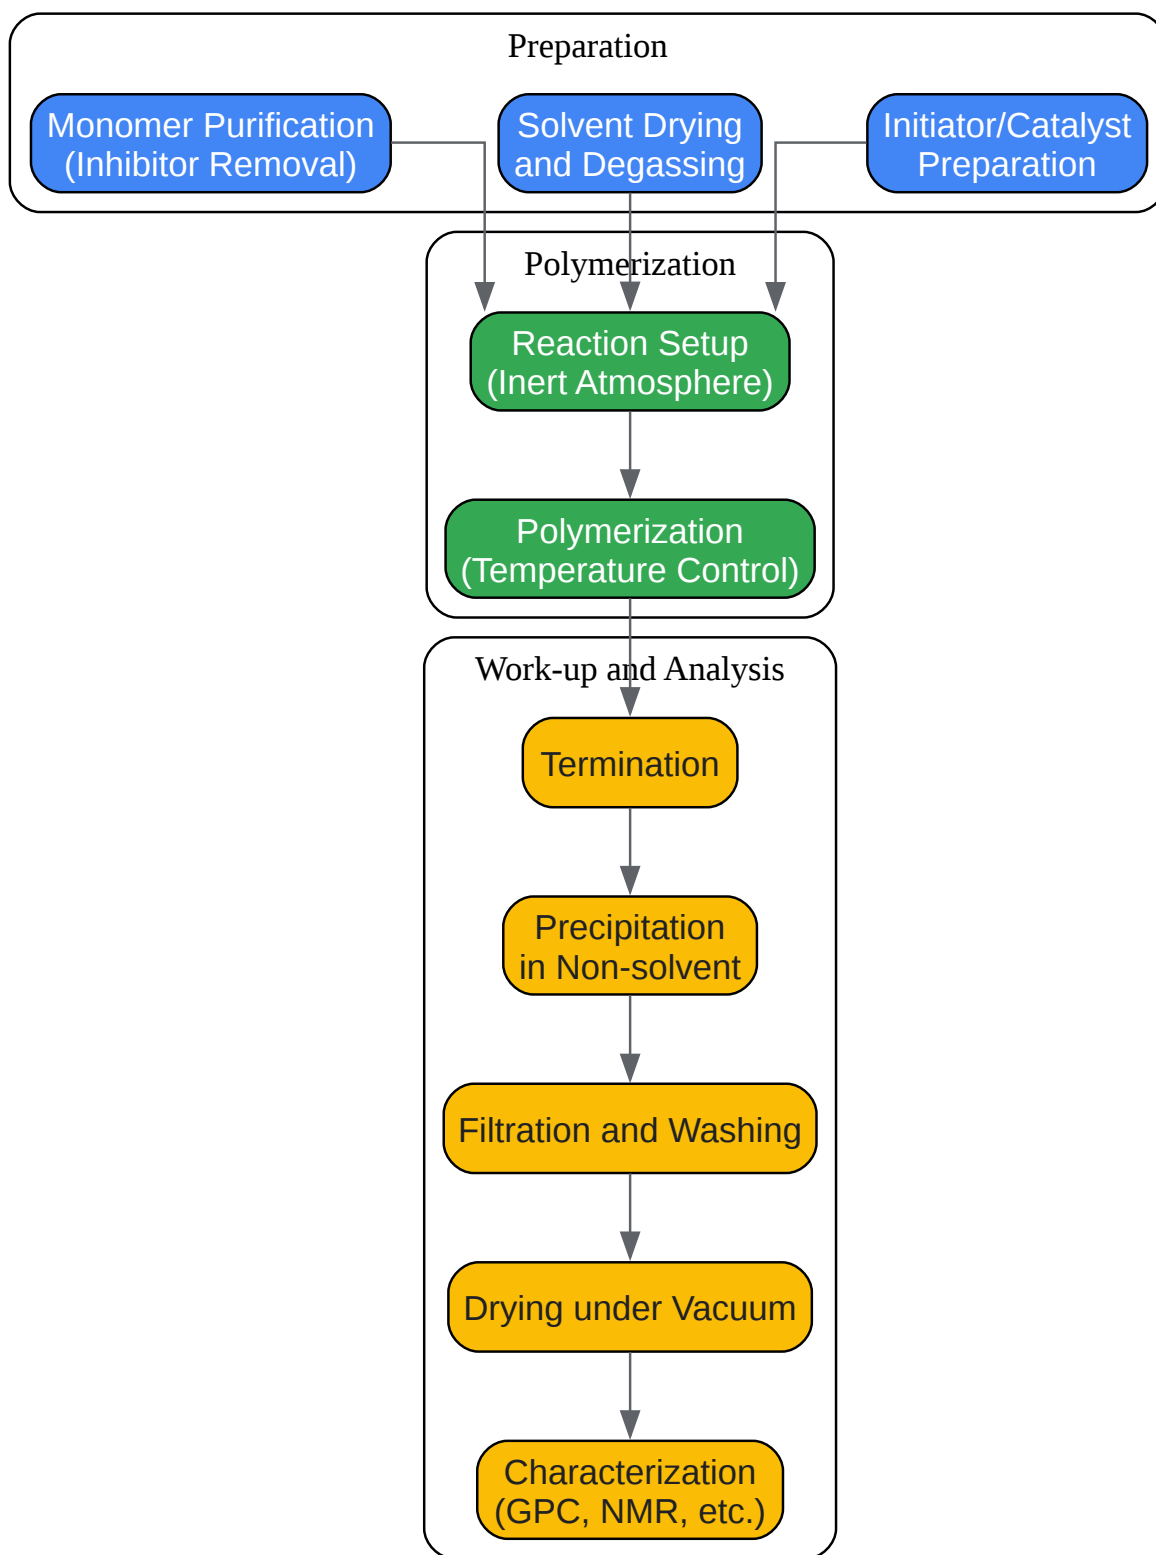 Preparation
Monomer Purification
(Inhibitor Removal)
Solvent Drying
and Degassing
Initiator/Catalyst
Preparation
Polymerization
Reaction Setup
(Inert Atmosphere)
Polymerization
(Temperature Control)
Work-up and Analysis
Termination
Precipitation
in Non-solvent
Filtration and Washing
Drying under Vacuum
Characterization
(GPC, NMR, etc.)